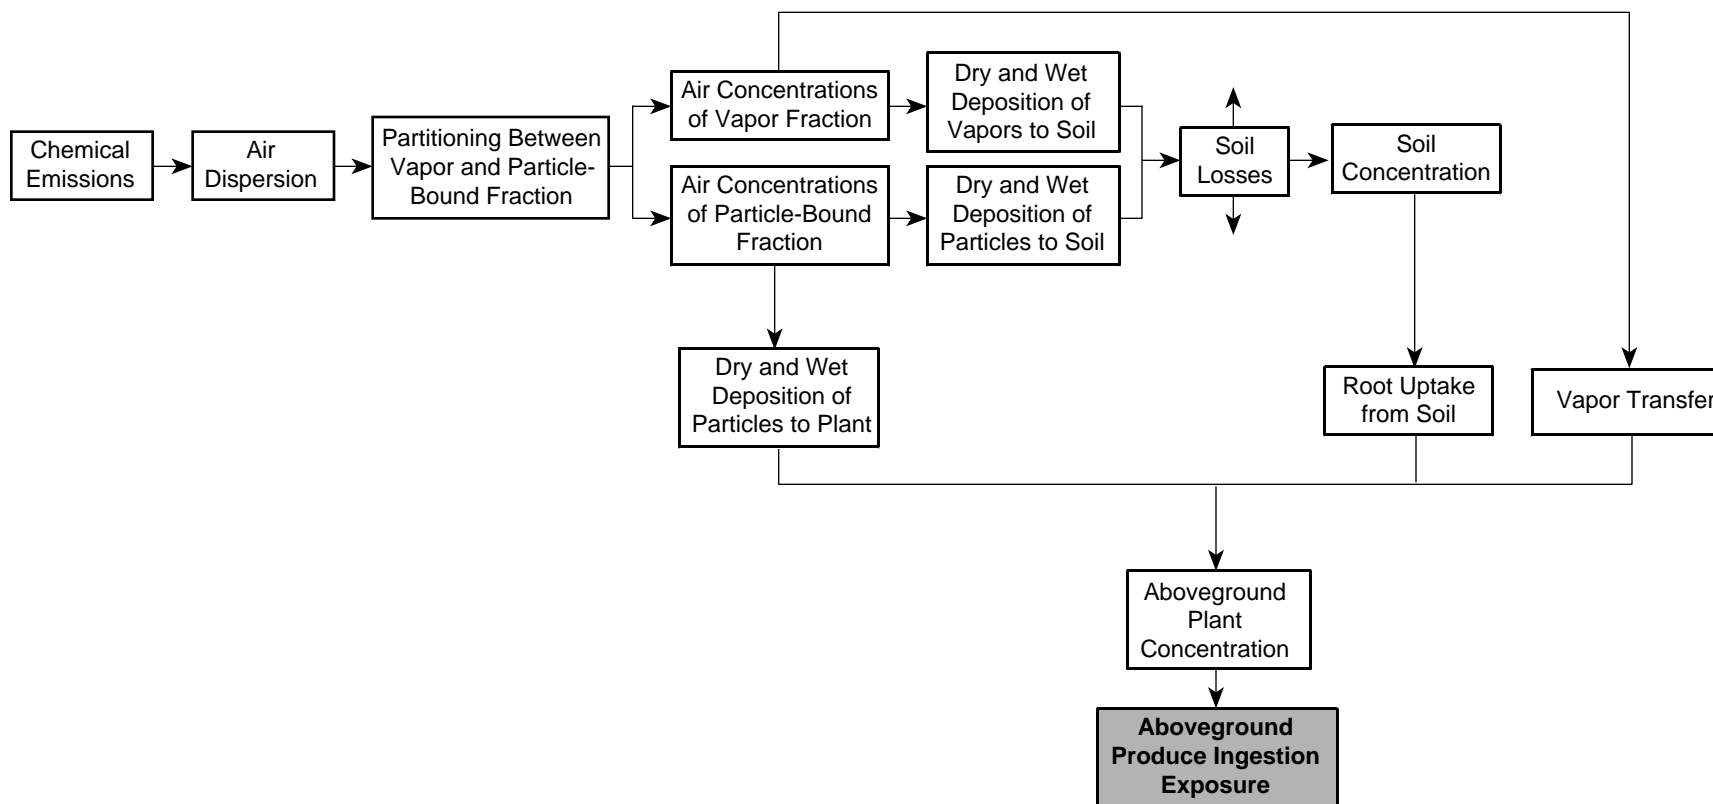 Chemical
Emissions
Air
Dispersion
Partitioning Between
Vapor and Particle-
Bound Fraction
Air Concentrations
of Vapor Fraction
Air Concentrations
of Particle-Bound
Fraction
Dry and Wet
Deposition of
Vapors to Soil
Dry and Wet
Deposition of
Particles to Soil
Soil
Losses
Soil
Concentration
Dry and Wet
Deposition of
Particles to Plant
Root Uptake
from Soil
Vapor Transfer
Aboveground
Plant
Concentration
Aboveground
Produce Ingestion
Exposure